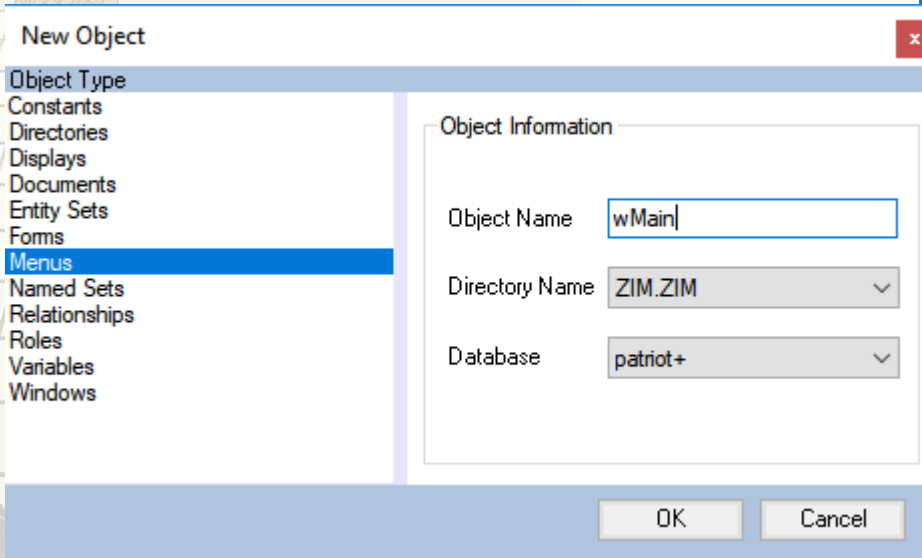 New Object
x
Object Type
Constants
Directories
Displays
Documents
Entity Sets
Forms
Menus
Named Sets
Relationships
Roles
Variables
Windows
Object Information
Object Name wMain
Directory Name ZIM.ZIM
Database patriot+
OK Cancel